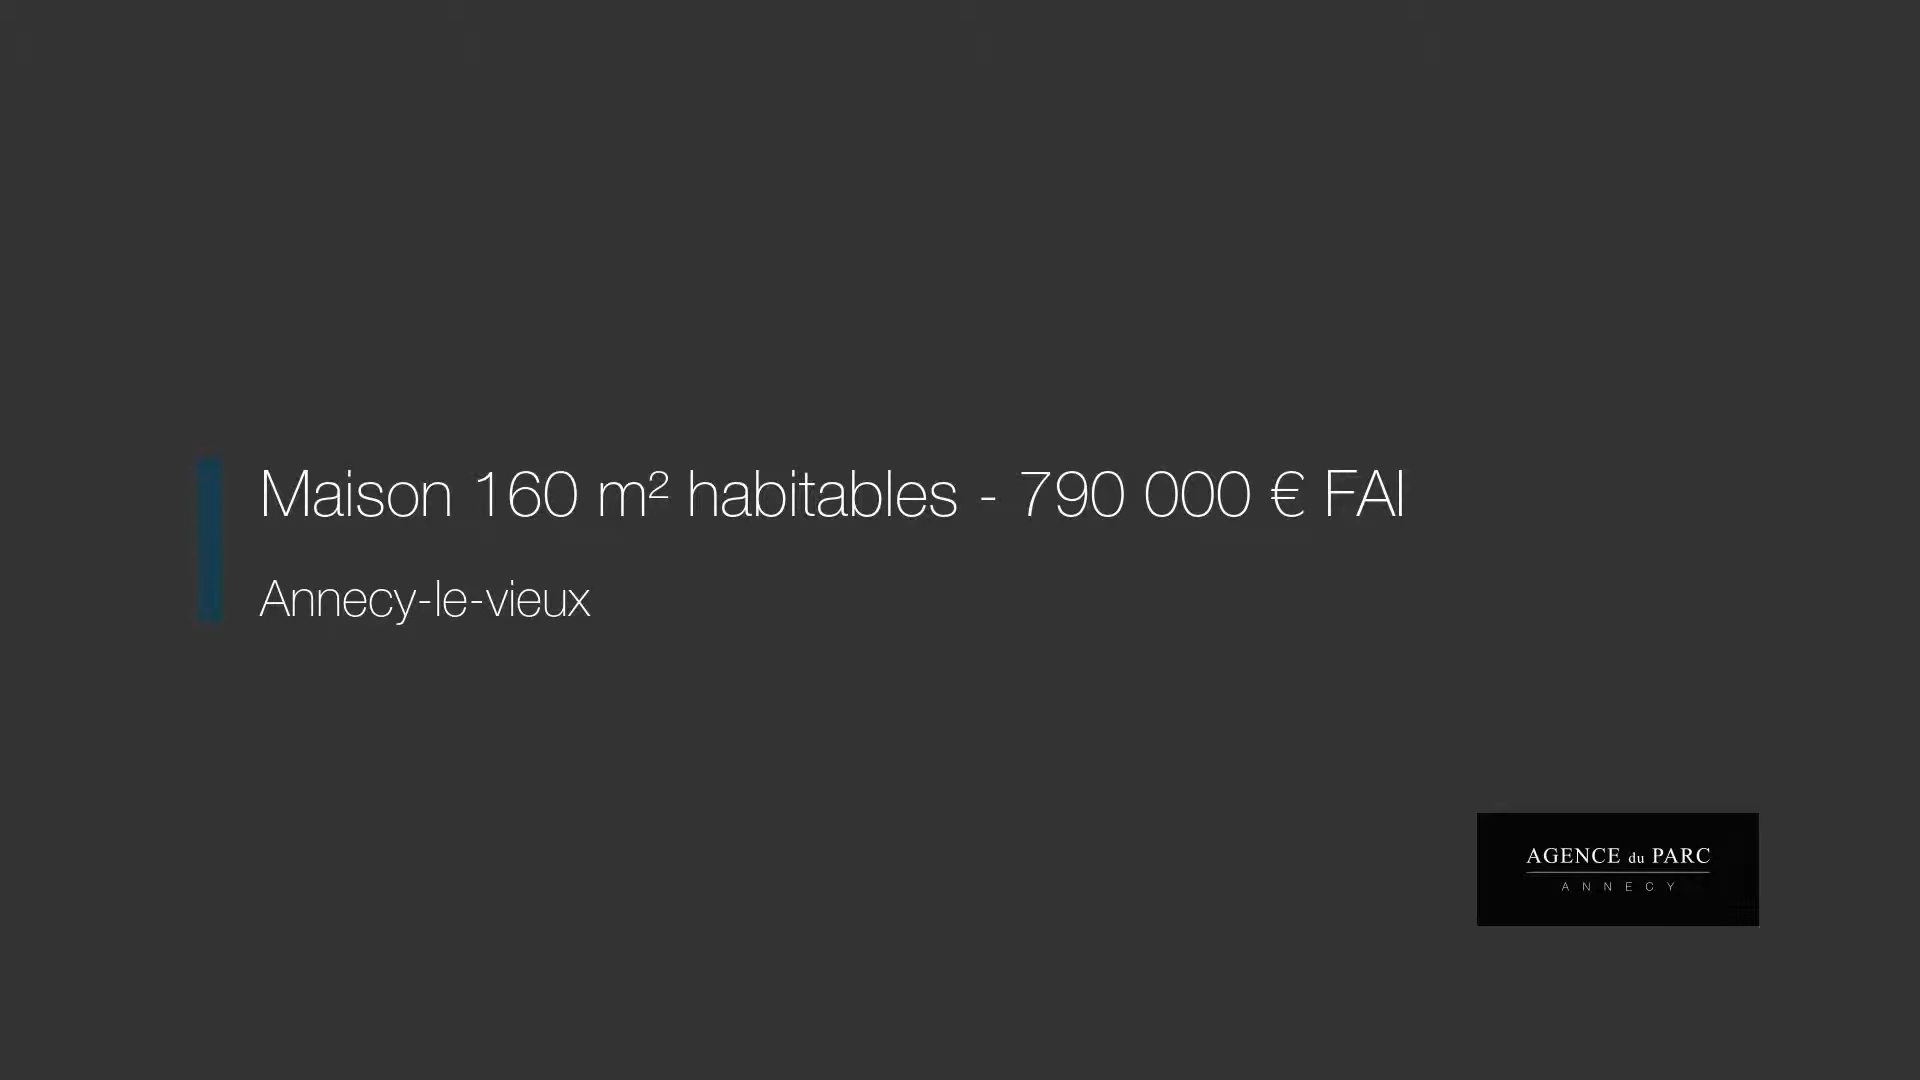 Maison 160 m² habitables - 790 000 € FAI
Annecy-le-vieux
AGENCE du PARC
ANNECY